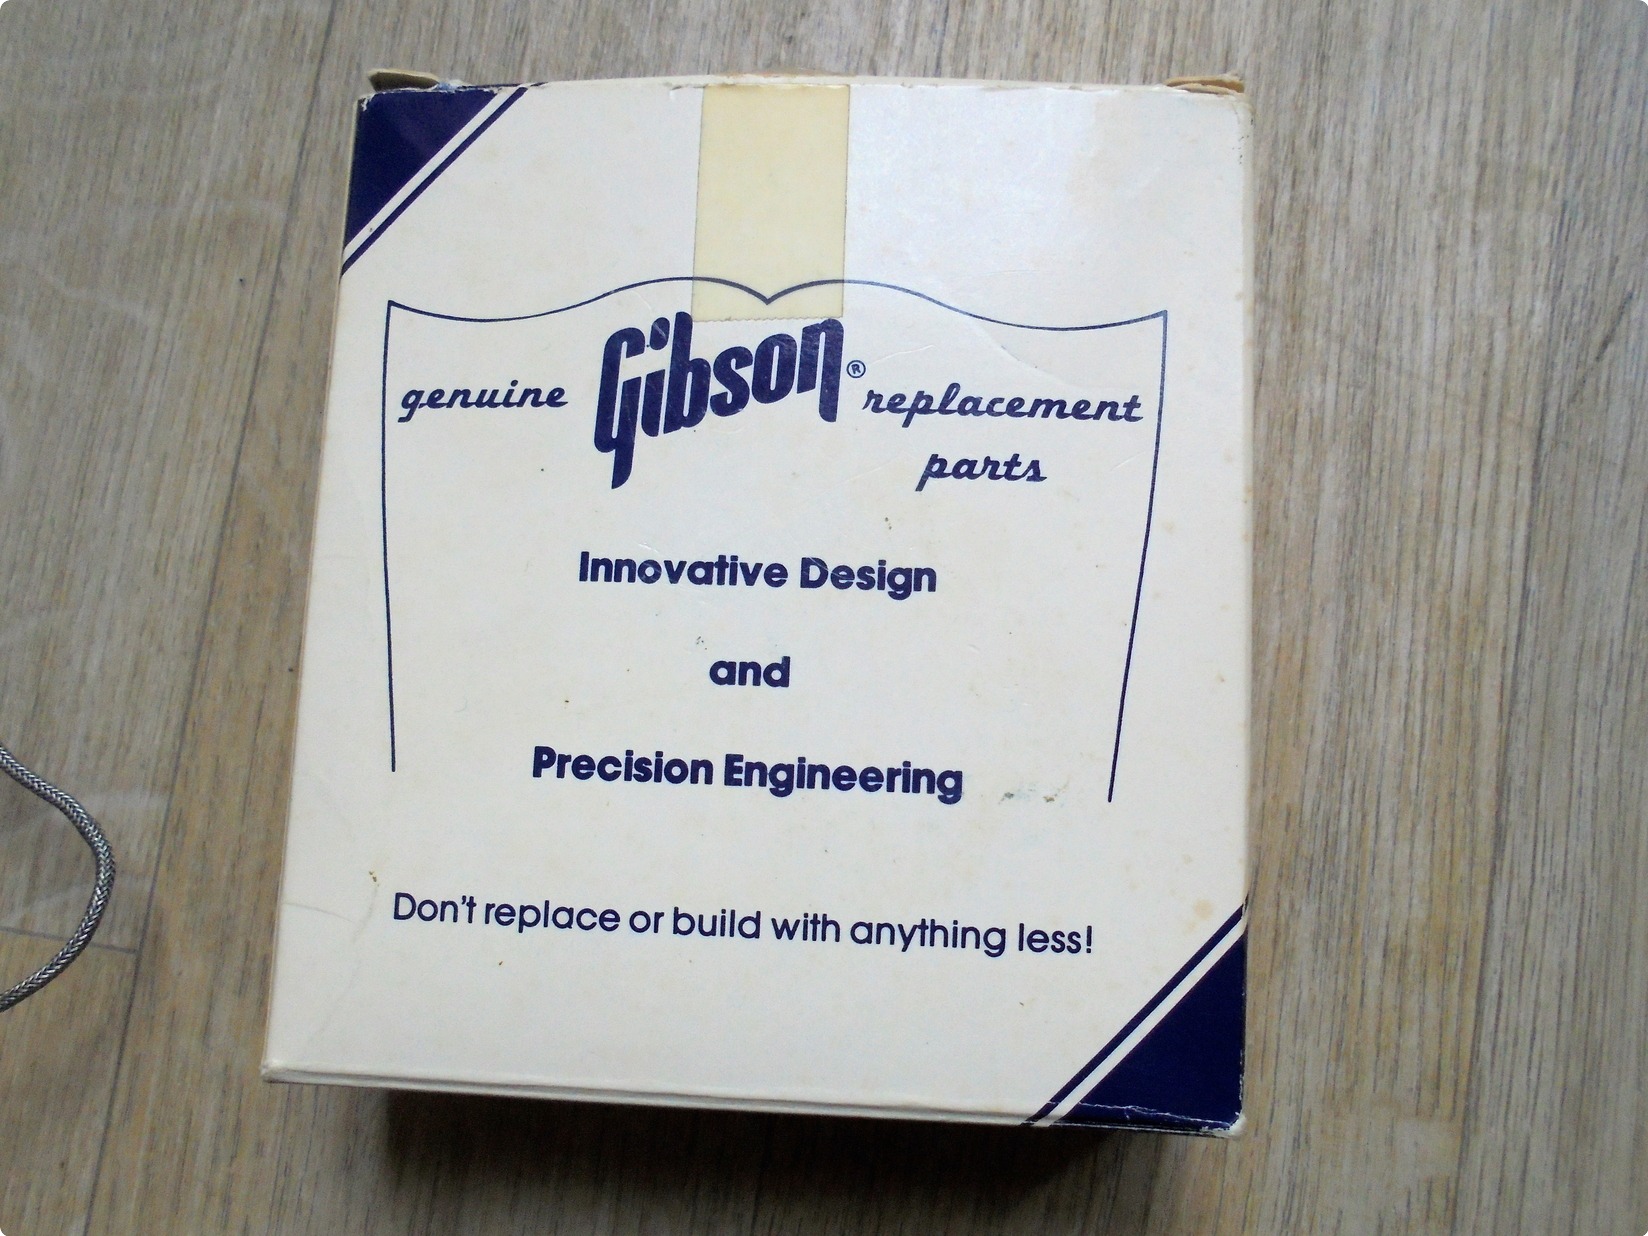 genuine Gibson® replacement
parts
Innovative Design
and
Precision Engineering
Don't replace or build with anything less!